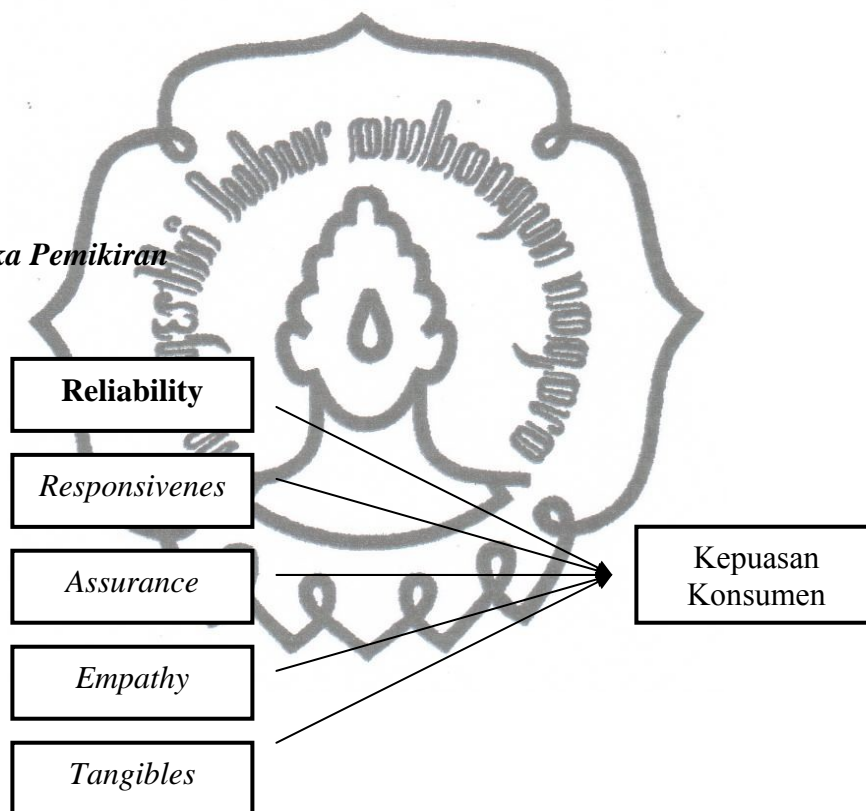 ka Pemikiran
Reliability
Responsivenes
Assurance
Empathy
Tangibles
Kepuasan
Konsumen